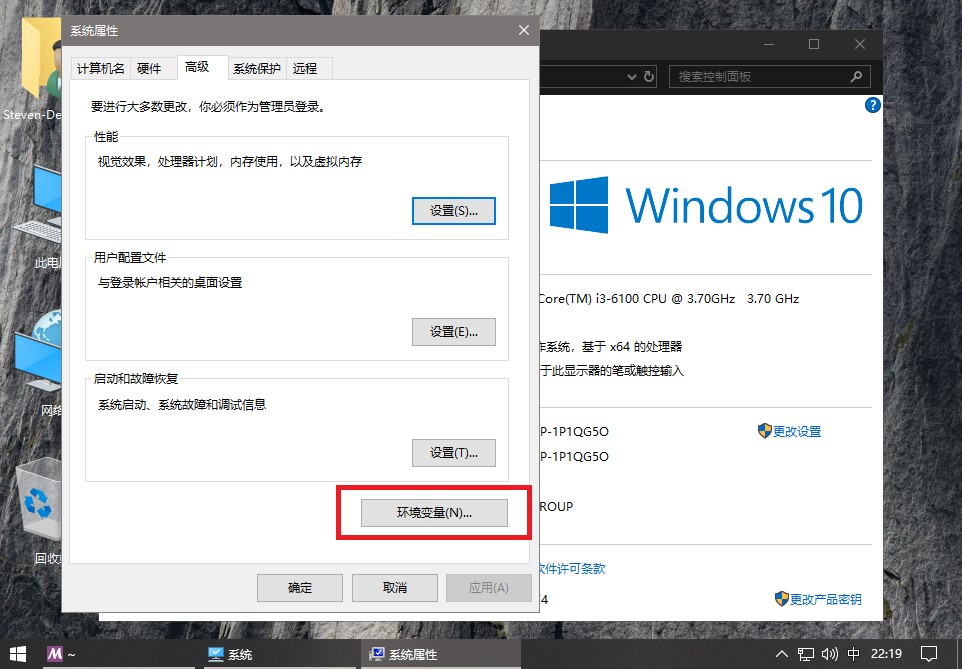 系统属性
计算机名
硬件
高级
系统保护
远程
要进行大多数更改，你必须作为管理员登录。
性能
视觉效果，处理器计划，内存使用，以及虚拟内存
设置(S)...
用户配置文件
与登录帐户相关的桌面设置
设置(E)...
启动和故障恢复
系统启动、系统故障和调试信息
设置(T)...
环境变量(N)...
确定
取消
应用(A)
搜索控制面板
?
Windows 10
Core(TM) i3-6100 CPU @ 3.70GHz 3.70 GHz
作系统，基于 x64 的处理器
于此显示器的笔或触控输入
P-1P1QG5O
更改设置
P-1P1QG5O
ROUP
软件许可条款
4
更改产品密钥
Steven-De
此电
网络
回收
M ~
系统
系统属性
中
22:19